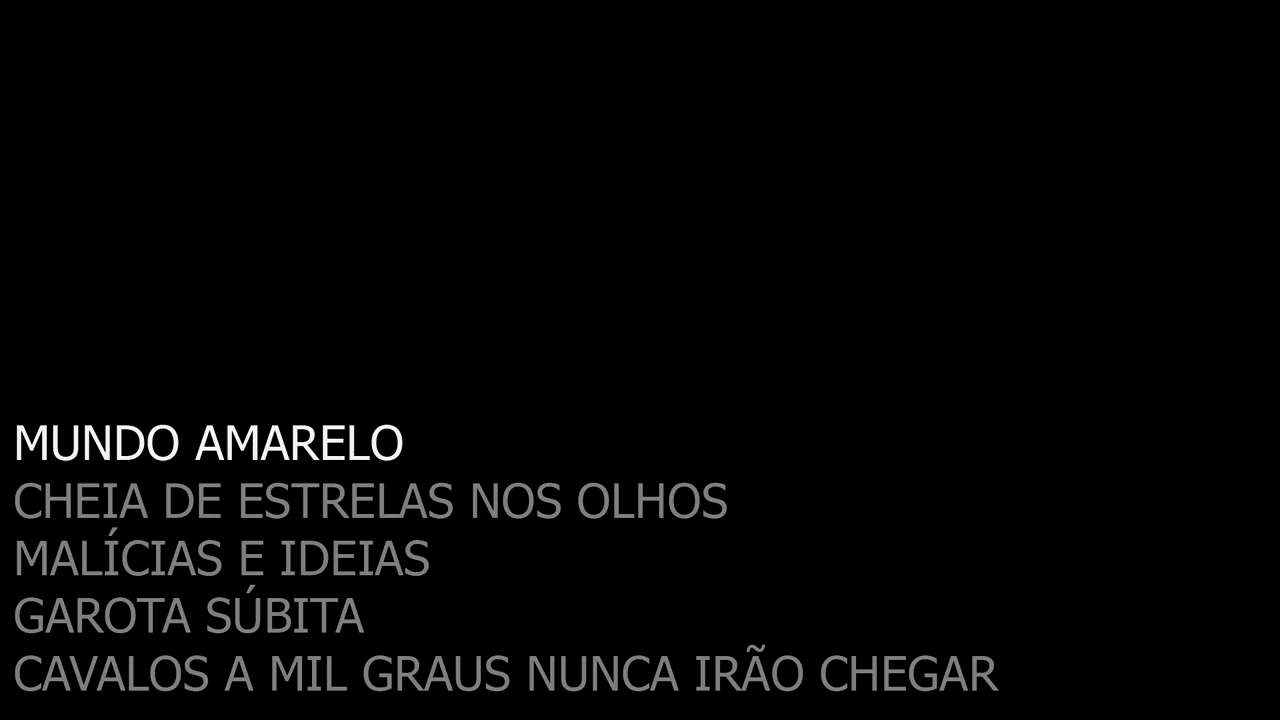 MUNDO AMARELO
CHEIA DE ESTRELAS NOS OLHOS
MALÍCIAS E IDEIAS
GAROTA SÚBITA
CAVALOS A MIL GRAUS NUNCA IRÃO CHEGAR